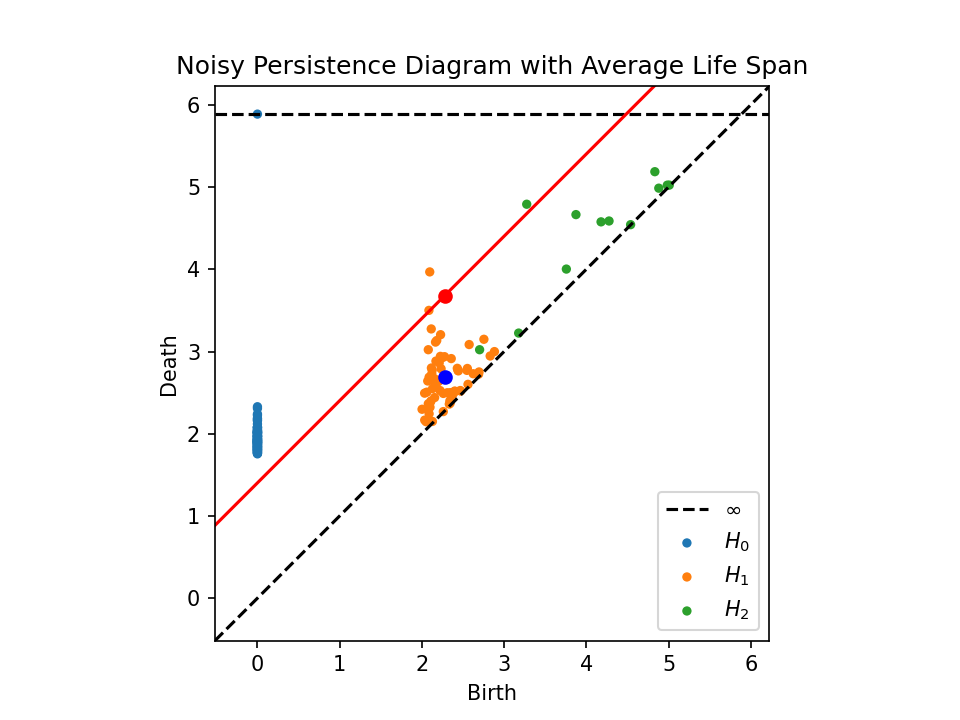 Noisy Persistence Diagram with Average Life Span
6
5
4
3
2
1
0
Death
∞
H₀
H₁
H₂
0 1 2 3 4 5 6
Birth